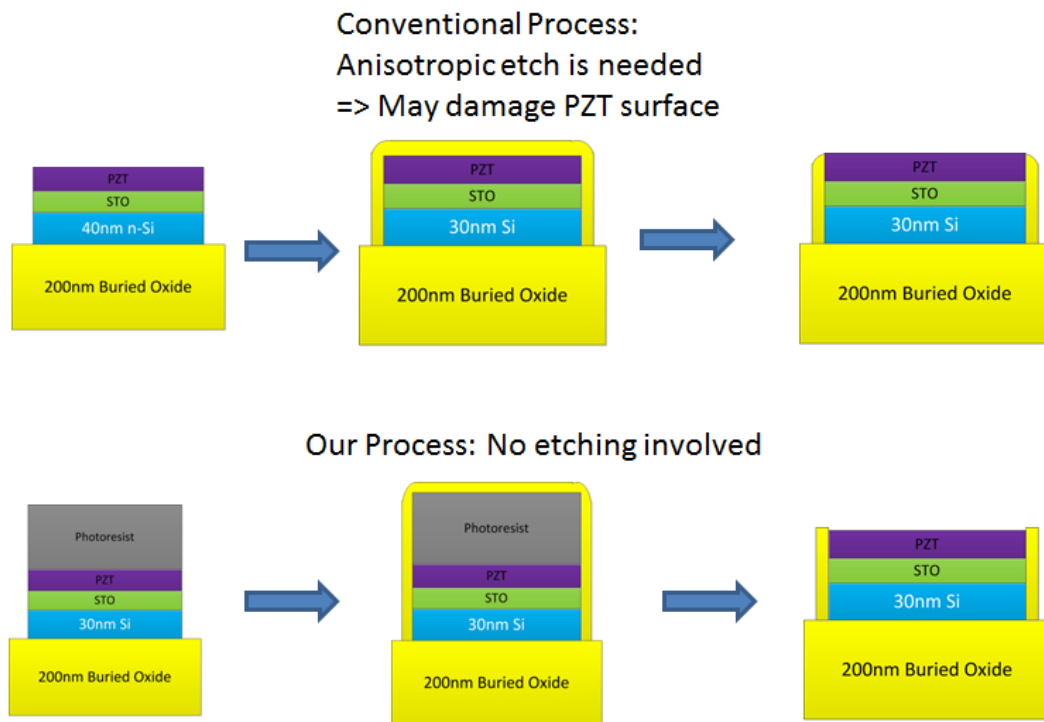 Conventional Process:
Anisotropic etch is needed
=> May damage PZT surface
PZT
STO
40nm n-Si
200nm Buried Oxide
PZT
STO
30nm Si
200nm Buried Oxide
PZT
STO
30nm Si
200nm Buried Oxide
Our Process: No etching involved
Photoresist
PZT
STO
30nm Si
200nm Buried Oxide
Photoresist
PZT
STO
30nm Si
200nm Buried Oxide
PZT
STO
30nm Si
200nm Buried Oxide